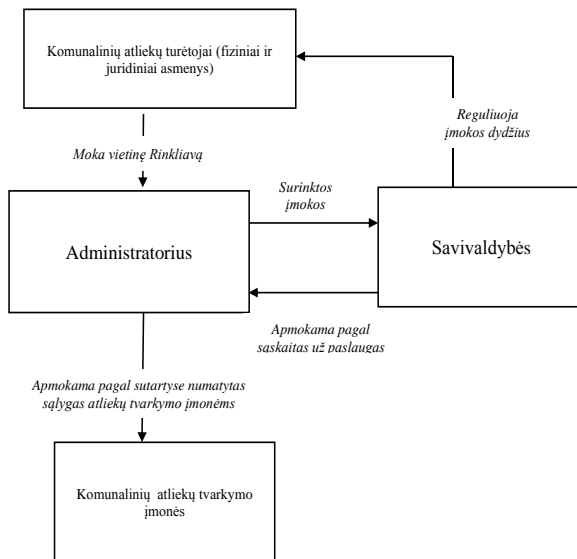 Komunalinių atliekų turėtojai (fiziniai ir
juridiniai asmenys)
Reguliuoja
įmokos dydžius
Moka vietinę Rinkliavą
Surinktos
įmokos
Administratorius
Savivaldybės
Apmokama pagal
sąskaitas už paslaugas
Apmokama pagal sutartyse numatytas
sąlygas atliekų tvarkymo įmonėms
Komunalinių atliekų tvarkymo
įmonės